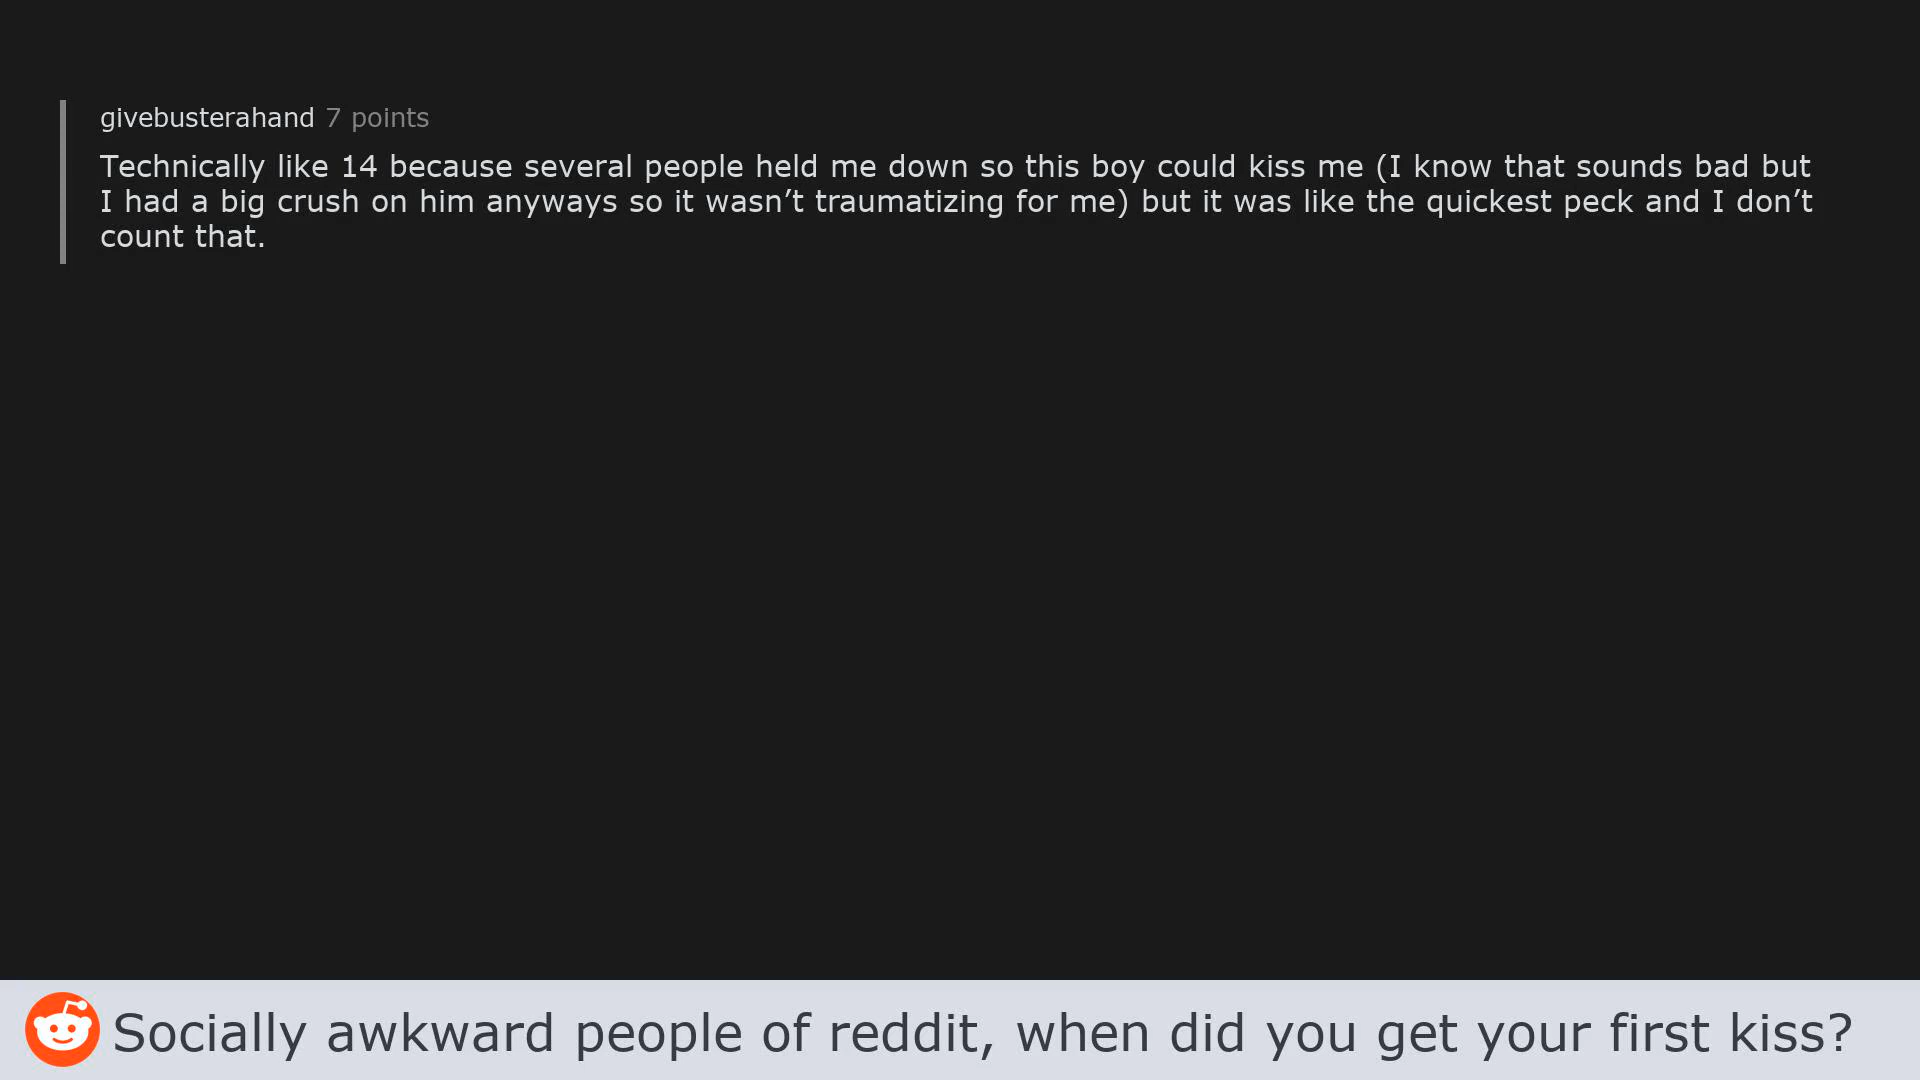 givebusterahand 7 points
Technically like 14 because several people held me down so this boy could kiss me (I know that sounds bad but
I had a big crush on him anyways so it wasn’t traumatizing for me) but it was like the quickest peck and I don’t
count that.
Socially awkward people of reddit, when did you get your first kiss?